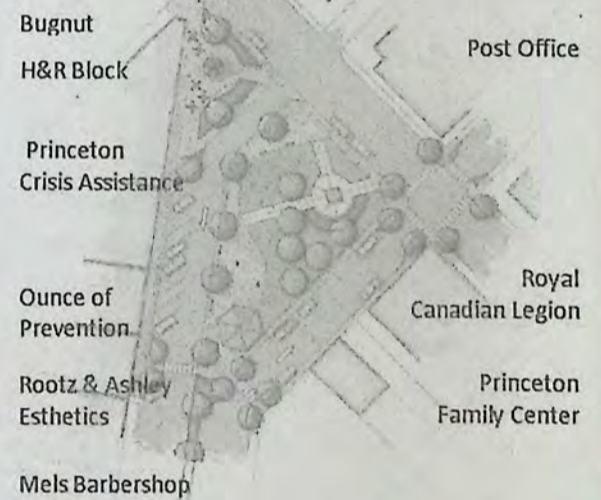 Bugnut
H&R Block
Post Office
Princeton
Crisis Assistance
Ounce of
Prevention
Royal
Canadian Legion
Rootz & Ashley
Esthetics
Princeton
Family Center
Mels Barbershop